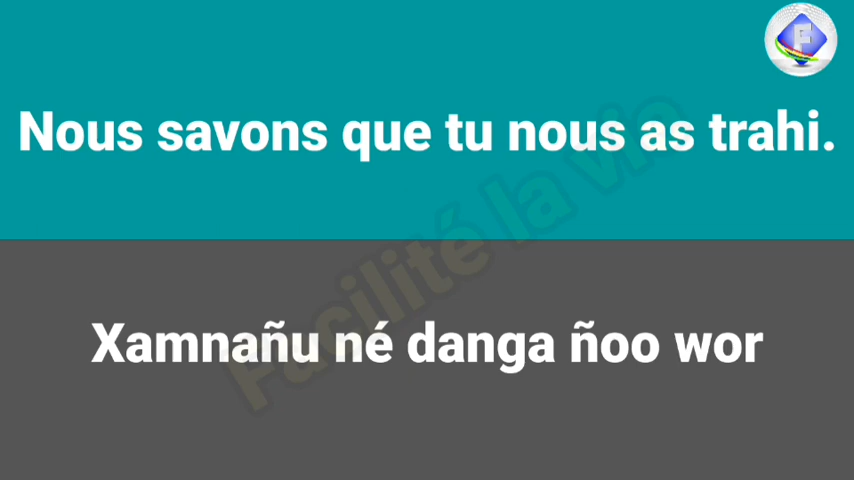 F
Nous savons que tu nous as trahi.
Facilité la vie
Xamnañu né danga ñoo wor